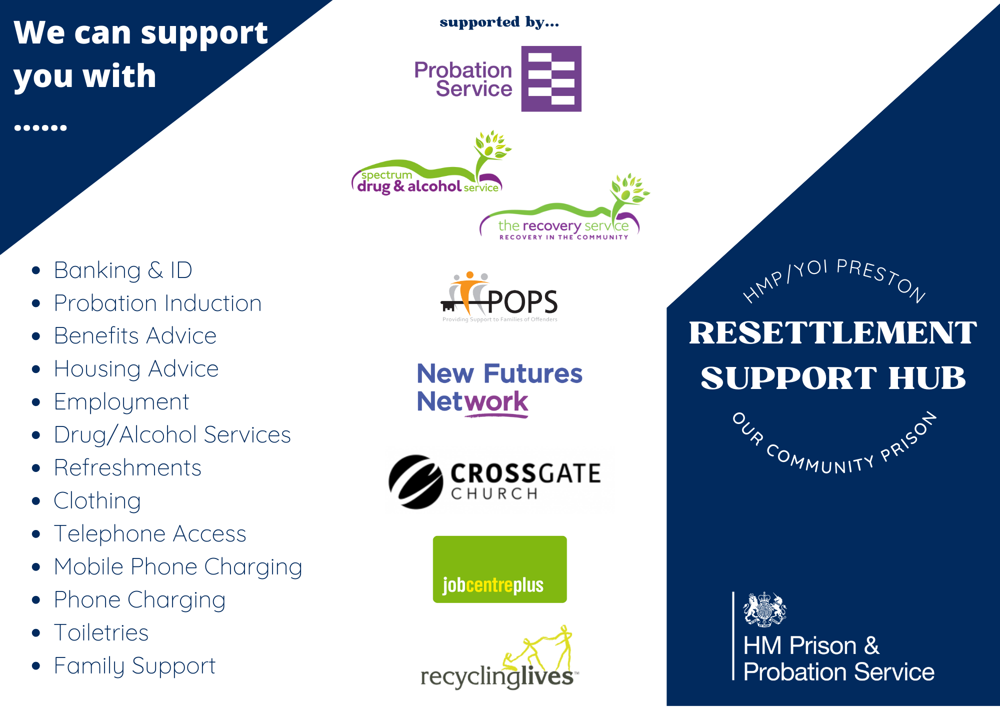 We can support
you with
......
• Banking & ID
• Probation Induction
• Benefits Advice
• Housing Advice
• Employment
• Drug/Alcohol Services
• Refreshments
• Clothing
• Telephone Access
• Mobile Phone Charging
• Phone Charging
• Toiletries
• Family Support
supported by...
Probation
Service
spectrum
drug & alcohol service
the recovery service
RECOVERY IN THE COMMUNITY
POPS
Providing Support to Families of Offenders
New Futures
Network
CROSSGATE
CHURCH
jobcentreplus
recyclinglives™
HMP/YOI PRESTON
RESETTLEMENT
SUPPORT HUB
OUR COMMUNITY PRISON
HM Prison &
Probation Service